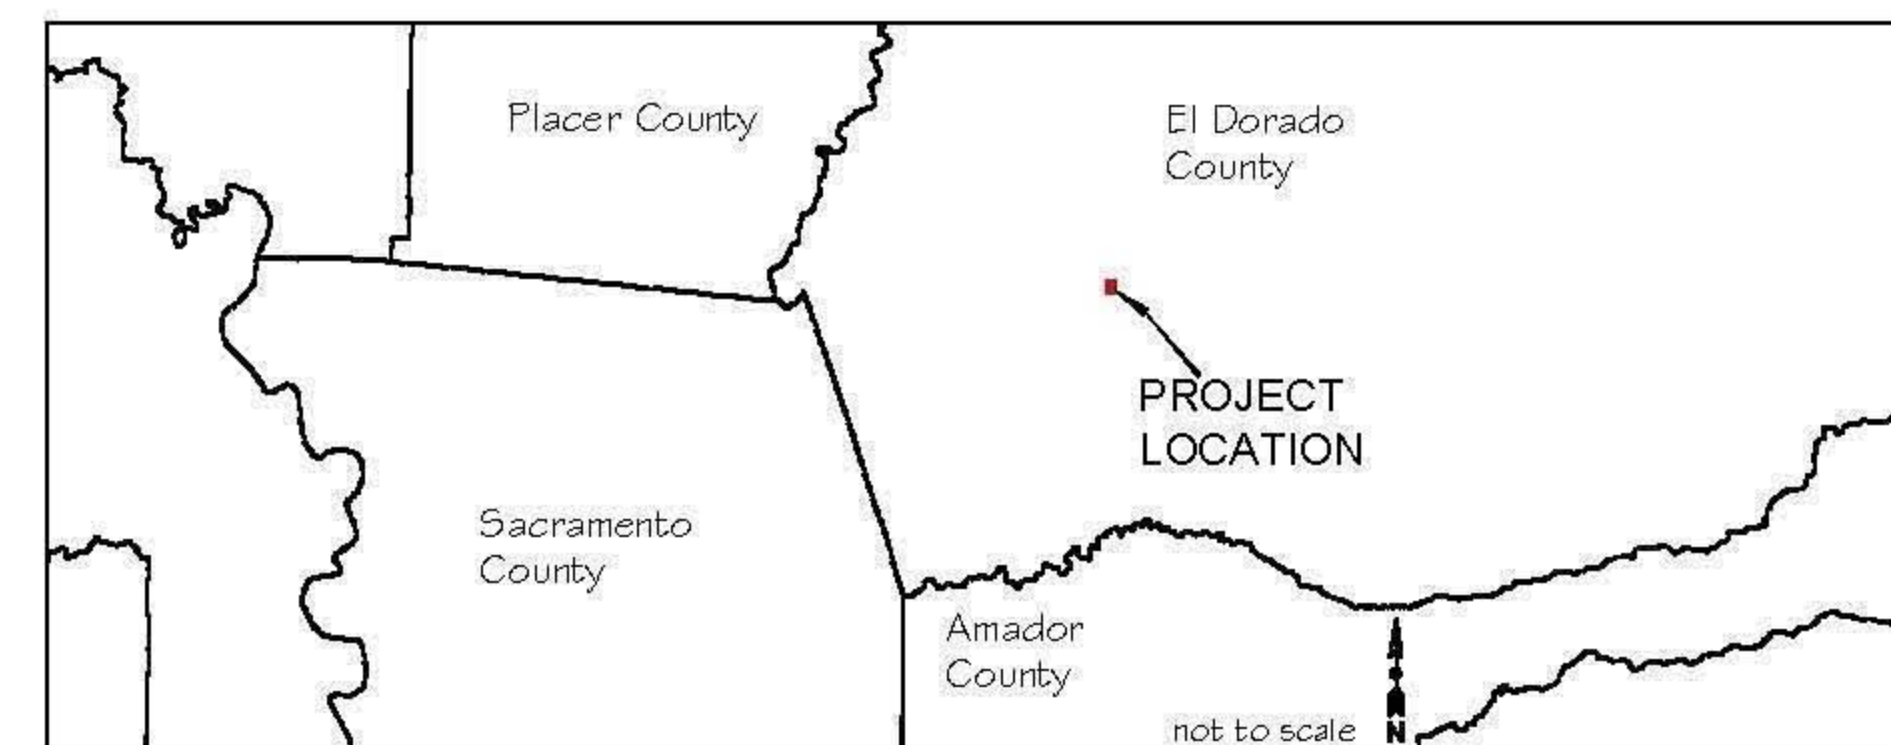 Placer County
El Dorado
County
PROJECT
LOCATION
Sacramento
County
Amador
County
not to scale
N